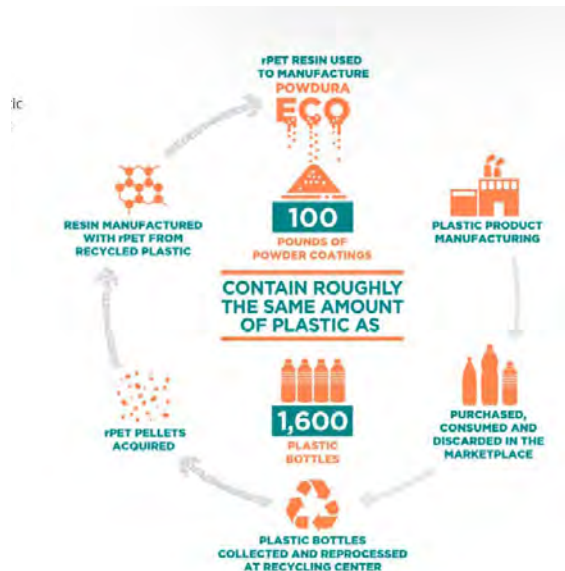 rPET RESIN USED
TO MANUFACTURE
POWDURA
ECO
tic
RESIN MANUFACTURED
WITH rPET FROM
RECYCLED PLASTIC
100
POUNDS OF
POWDER COATINGS
PLASTIC PRODUCT
MANUFACTURING
CONTAIN ROUGHLY
THE SAME AMOUNT
OF PLASTIC AS
rPET PELLETS
ACQUIRED
1,600
PLASTIC
BOTTLES
PURCHASED,
CONSUMED AND
DISCARDED IN THE
MARKETPLACE
PLASTIC BOTTLES
COLLECTED AND REPROCESSED
AT RECYCLING CENTER